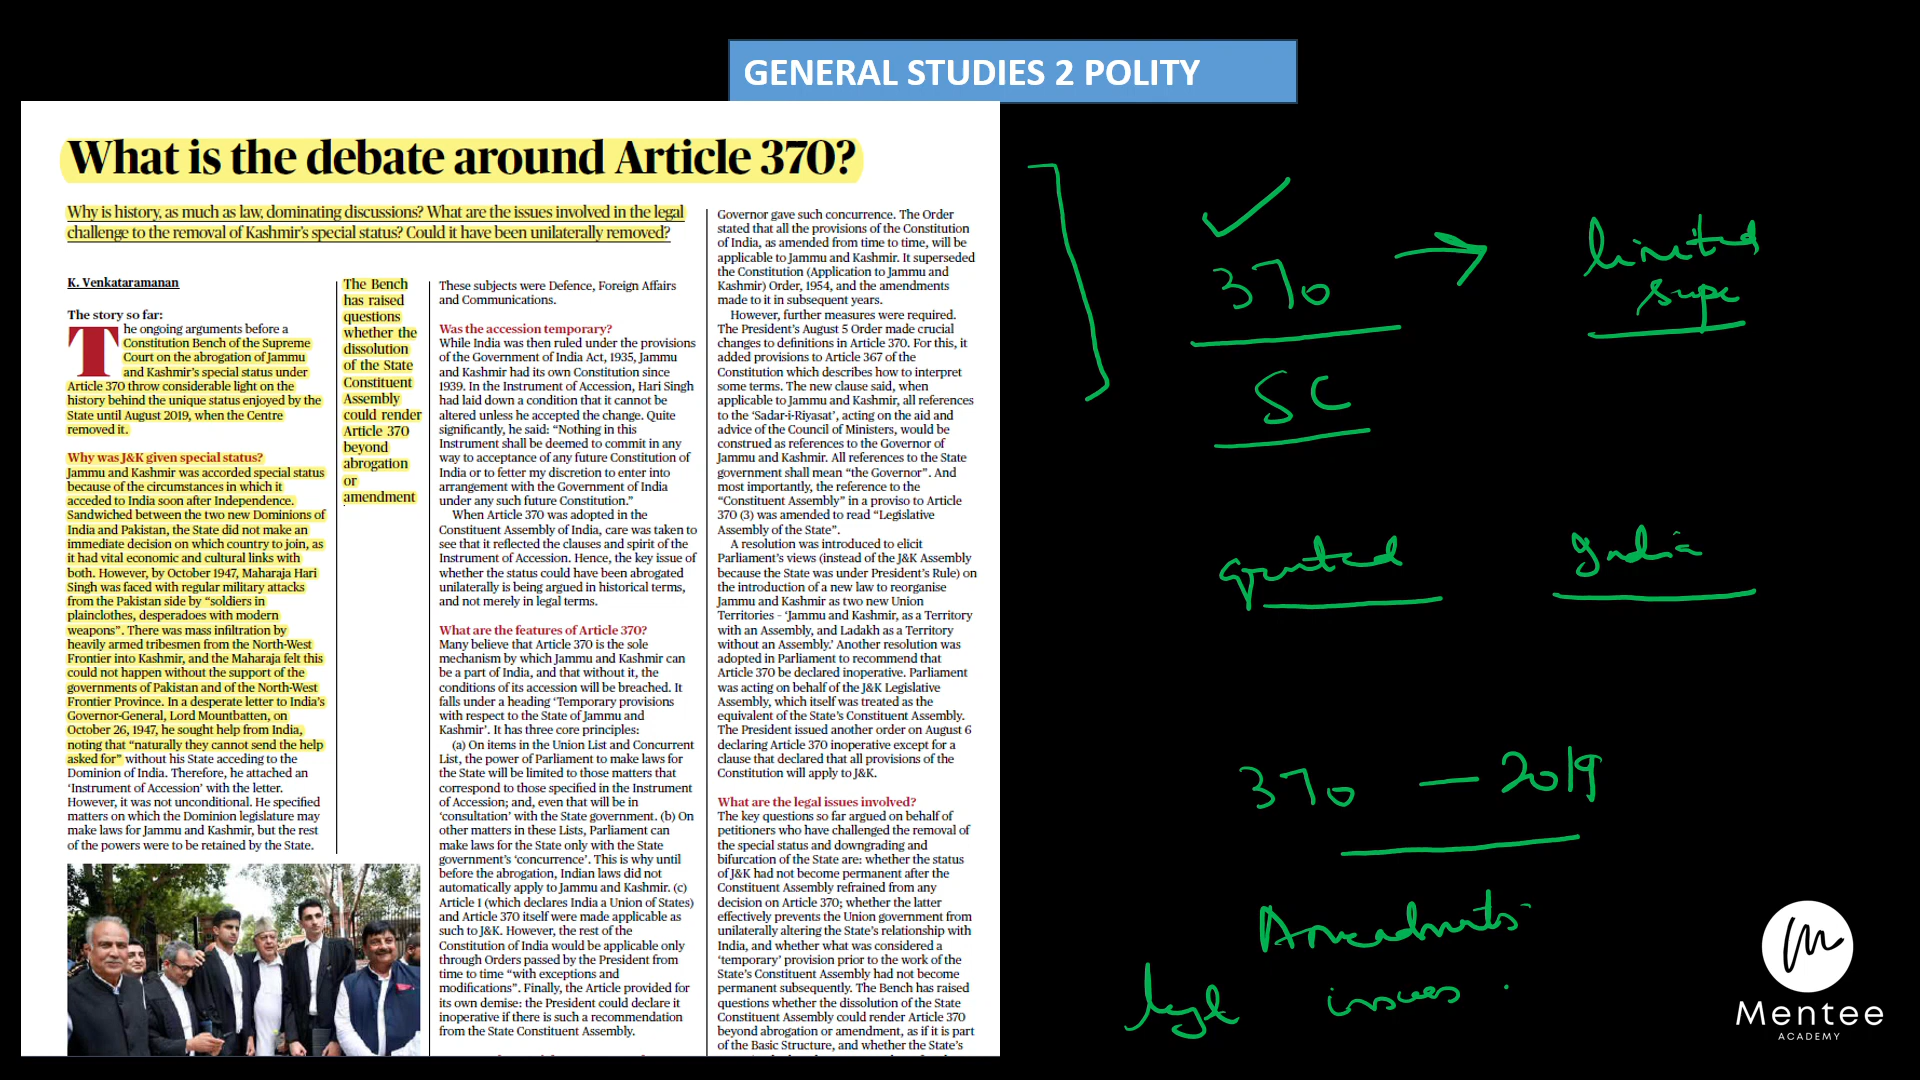 GENERAL STUDIES 2 POLITY
What is the debate around Article 370?
Why is history, as much as law, dominating discussions? What are the issues involved in the legal
challenge to the removal of Kashmir's special status? Could it have been unilaterally removed?
K. Venkataramanan
The story so far:
The ongoing arguments before a
Constitution Bench of the Supreme
Court on the abrogation of Jammu
and Kashmir's special status under
Article 370 throw considerable light on the
history behind the unique status enjoyed by the
State until August 2019, when the Centre
removed it.
Why was J&K given special status?
Jammu and Kashmir was accorded special status
because of the circumstances in which it
acceded to India soon after Independence.
Sandwiched between the two new Dominions of
India and Pakistan, the State did not make an
immediate decision on which country to join, as
it had vital economic and cultural links with
both. However, by October 1947, Maharaja Hari
Singh was faced with regular military attacks
from the Pakistan side by "soldiers in
plainclothes, desperadoes with modern
weapons". There was mass infiltration by
heavily armed tribesmen from the North-West
Frontier into Kashmir, and the Maharaja felt this
could not happen without the support of the
governments of Pakistan and of the North-West
Frontier Province. In a desperate letter to India's
Governor-General, Lord Mountbatten, on
October 26, 1947, he sought help from India,
noting that "naturally they cannot send the help
asked for" without his State acceding to the
Dominion of India. Therefore, he attached an
'Instrument of Accession' with the letter.
However, it was not unconditional. He specified
matters on which the Dominion legislature may
make laws for Jammu and Kashmir, but the rest
of the powers were to be retained by the State.
The Bench
has raised
questions
whether the
dissolution
of the State
Constituent
Assembly
could render
Article 370
beyond
abrogation
or
amendment
These subjects were Defence, Foreign Affairs
and Communications.
Was the accession temporary?
While India was then ruled under the provisions
of the Government of India Act, 1935, Jammu
and Kashmir had its own Constitution since
1939. In the Instrument of Accession, Hari Singh
had laid down a condition that it cannot be
altered unless he accepted the change. Quite
significantly, he said: "Nothing in this
Instrument shall be deemed to commit in any
way to acceptance of any future Constitution of
India or to fetter my discretion to enter into
arrangement with the Government of India
under any such future Constitution."
When Article 370 was adopted in the
Constituent Assembly of India, care was taken to
see that it reflected the clauses and spirit of the
Instrument of Accession. Hence, the key issue of
whether the status could have been abrogated
unilaterally is being argued in historical terms,
and not merely in legal terms.
What are the features of Article 370?
Many believe that Article 370 is the sole
mechanism by which Jammu and Kashmir can
be a part of India, and that without it, the
conditions of its accession will be breached. It
falls under a heading 'Temporary provisions
with respect to the State of Jammu and
Kashmir'. It has three core principles:
(a) On items in the Union List and Concurrent
List, the power of Parliament to make laws for
the State will be limited to those matters that
correspond to those specified in the Instrument
of Accession; and, even that will be in
'consultation' with the State government. (b) On
other matters in these Lists, Parliament can
make laws for the State only with the State
government's 'concurrence'. This is why until
before the abrogation, Indian laws did not
automatically apply to Jammu and Kashmir. (c)
Article 1 (which declares India a Union of States)
and Article 370 itself were made applicable as
such to J&K. However, the rest of the
Constitution of India would be applicable only
through Orders passed by the President from
time to time "with exceptions and
modifications". Finally, the Article provided for
its own demise: the President could declare it
inoperative if there is such a recommendation
from the State Constituent Assembly.
Governor gave such concurrence. The Order
stated that all the provisions of the Constitution
of India, as amended from time to time, will be
applicable to Jammu and Kashmir. It superseded
the Constitution (Application to Jammu and
Kashmir) Order, 1954, and the amendments
made to it in subsequent years.
However, further measures were required.
The President's August 5 Order made crucial
changes to definitions in Article 370. For this, it
added provisions to Article 367 of the
Constitution which describes how to interpret
some terms. The new clause said, when
applicable to Jammu and Kashmir, all references
to the 'Sadar-i-Riyasat', acting on the aid and
advice of the Council of Ministers, would be
construed as references to the Governor of
Jammu and Kashmir. All references to the State
government shall mean "the Governor". And
most importantly, the reference to the
"Constituent Assembly" in a proviso to Article
370 (3) was amended to read "Legislative
Assembly of the State".
A resolution was introduced to elicit
Parliament's views (instead of the J&K Assembly
because the State was under President's Rule) on
the introduction of a new law to reorganise
Jammu and Kashmir as two new Union
Territories - 'Jammu and Kashmir, as a Territory
with an Assembly, and Ladakh as a Territory
without an Assembly.' Another resolution was
adopted in Parliament to recommend that
Article 370 be declared inoperative. Parliament
was acting on behalf of the J&K Legislative
Assembly, which itself was treated as the
equivalent of the State's Constituent Assembly.
The President issued another order on August 6
declaring Article 370 inoperative except for a
clause that declared that all provisions of the
Constitution will apply to J&K.
What are the legal issues involved?
The key questions so far argued on behalf of
petitioners who have challenged the removal of
the special status and downgrading and
bifurcation of the State are: whether the status
of J&K had not become permanent after the
Constituent Assembly refrained from any
decision on Article 370; whether the latter
effectively prevents the Union government from
unilaterally altering the State's relationship with
India, and whether what was considered a
'temporary' provision prior to the work of the
State's Constituent Assembly had not become
permanent subsequently. The Bench has raised
questions whether the dissolution of the State
Constituent Assembly could render Article 370
beyond abrogation or amendment, as if it is part
of the Basic Structure, and whether the State's
370 → limited
supe
SC
granted India
370 — 2019
Amendments
legl issues
Mentee
ACADEMY